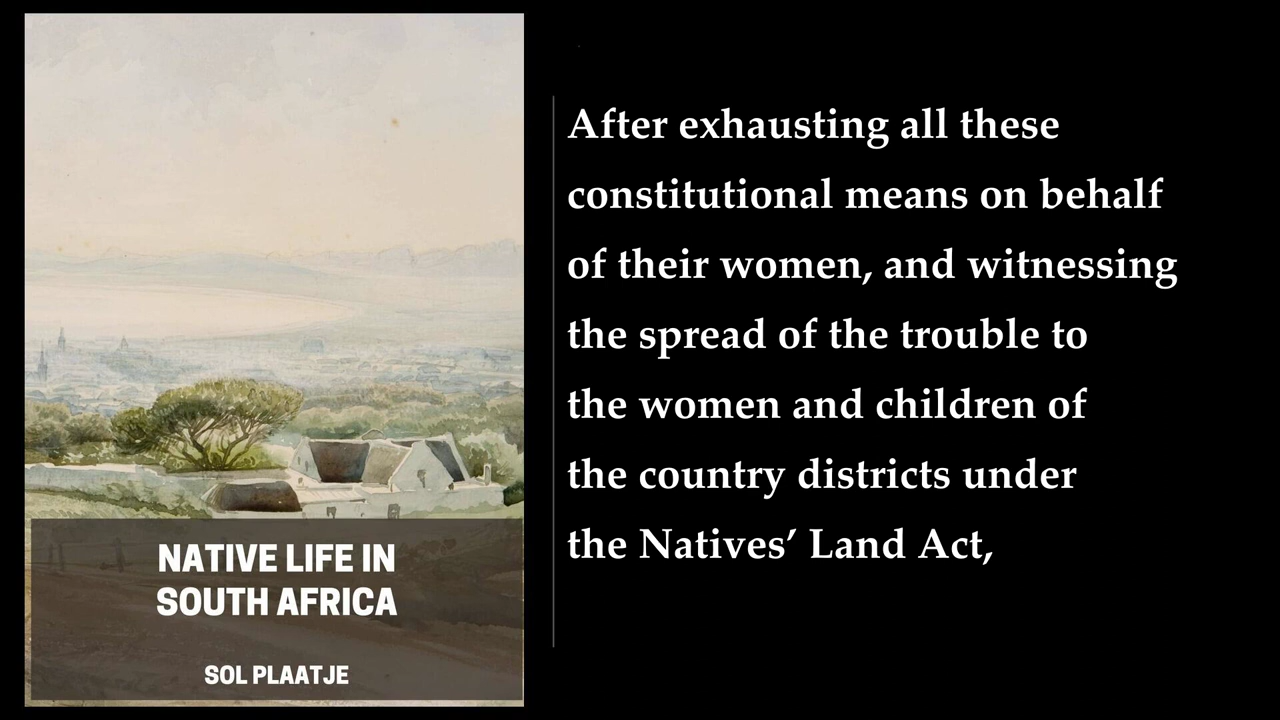 NATIVE LIFE IN
SOUTH AFRICA
SOL PLAATJE
After exhausting all these
constitutional means on behalf
of their women, and witnessing
the spread of the trouble to
the women and children of
the country districts under
the Natives’ Land Act,